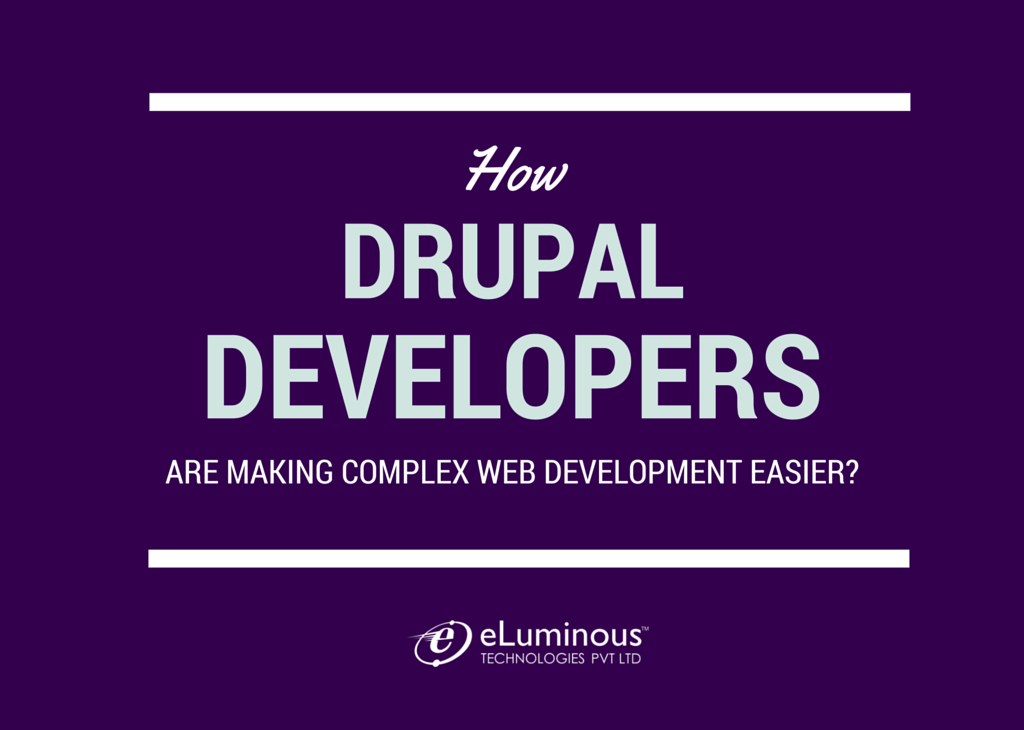 How
DRUPAL
DEVELOPERS
ARE MAKING COMPLEX WEB DEVELOPMENT EASIER?
e eLuminous™
TECHNOLOGIES PVT LTD